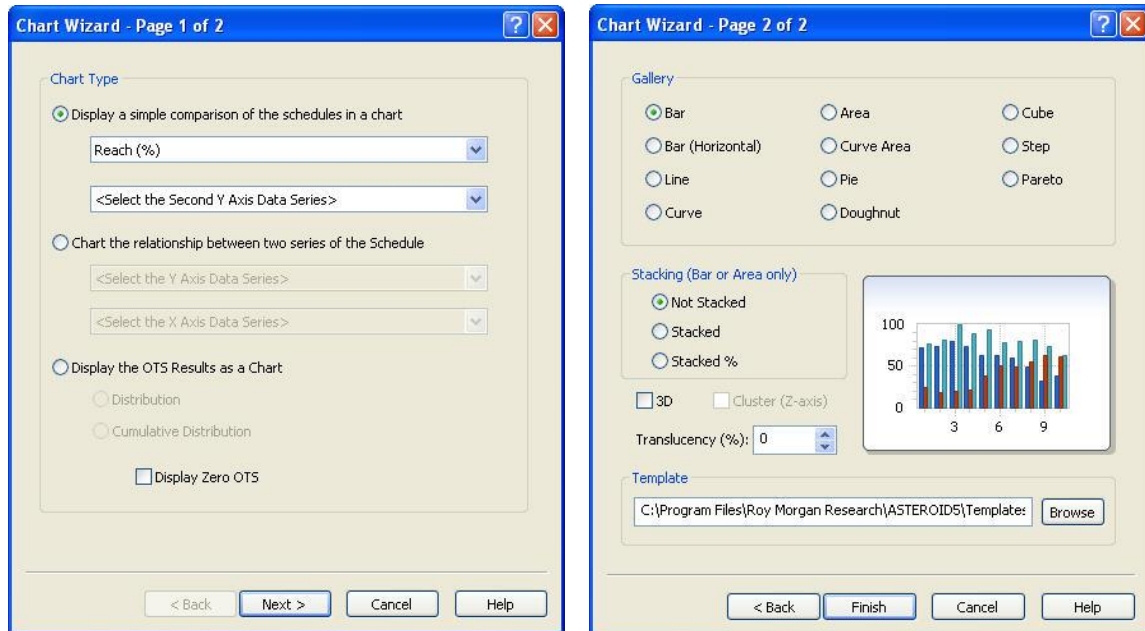 Chart Wizard - Page 1 of 2
Chart Type
Display a simple comparison of the schedules in a chart
Reach (%)
<Select the Second Y Axis Data Series>
Chart the relationship between two series of the Schedule
<Select the Y Axis Data Series>
<Select the X Axis Data Series>
Display the OTS Results as a Chart
Distribution
Cumulative Distribution
Display Zero OTS
< Back
Next >
Cancel
Help
Chart Wizard - Page 2 of 2
Gallery
Bar
Area
Cube
Bar (Horizontal)
Curve Area
Step
Line
Pie
Pareto
Curve
Doughnut
Stacking (Bar or Area only)
Not Stacked
Stacked
Stacked %
100
50
0
3 6 9
3D
Cluster (Z-axis)
Translucency (%): 0
Template
C:\Program Files\Roy Morgan Research\ASTEROID5\Templates
Browse
< Back
Finish
Cancel
Help